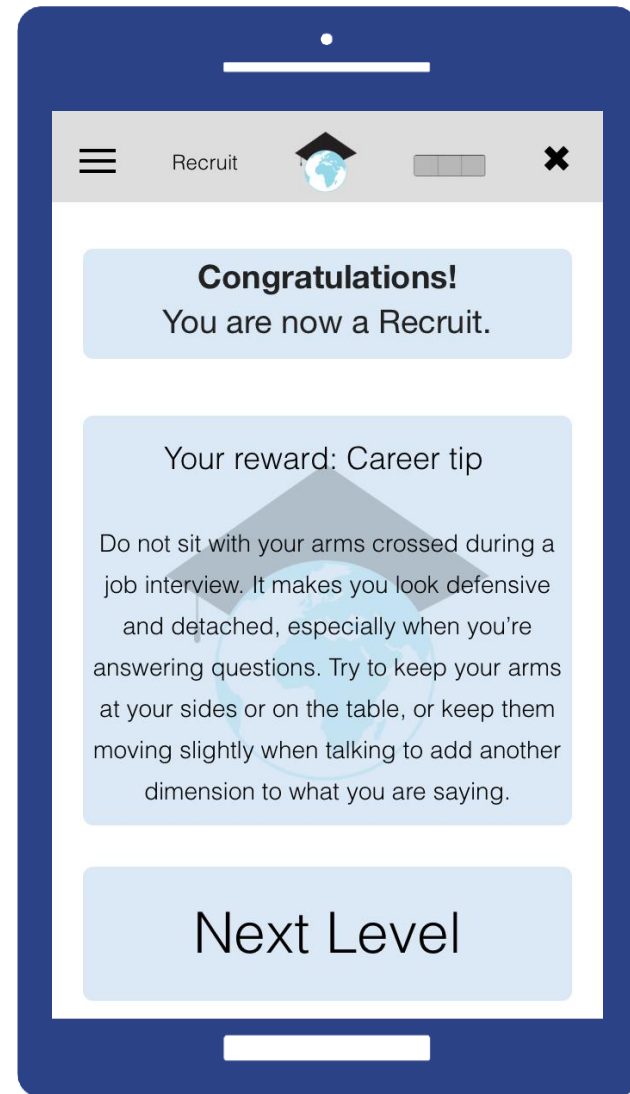 Recruit
Congratulations!
You are now a Recruit.
Your reward: Career tip
Do not sit with your arms crossed during a
job interview. It makes you look defensive
and detached, especially when you’re
answering questions. Try to keep your arms
at your sides or on the table, or keep them
moving slightly when talking to add another
dimension to what you are saying.
Next Level